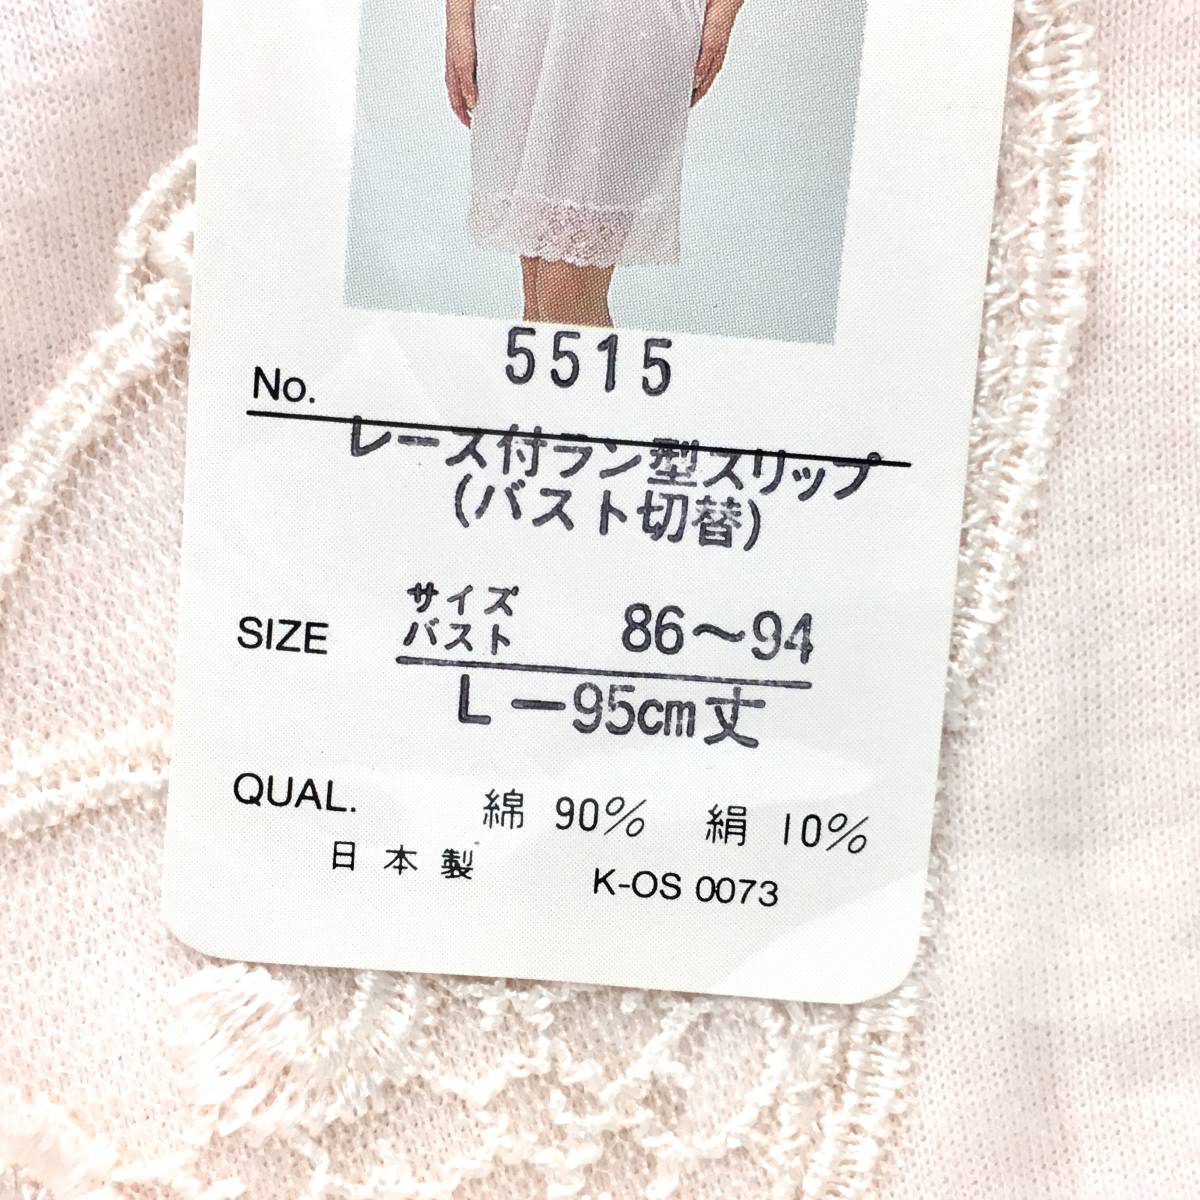 No. 5515
レース付ラン型スリップ
(バスト切替)
サイズ
SIZE バスト 86～94
L－95cm丈
QUAL. 綿 90% 絹 10%
日本製 K-OS 0073